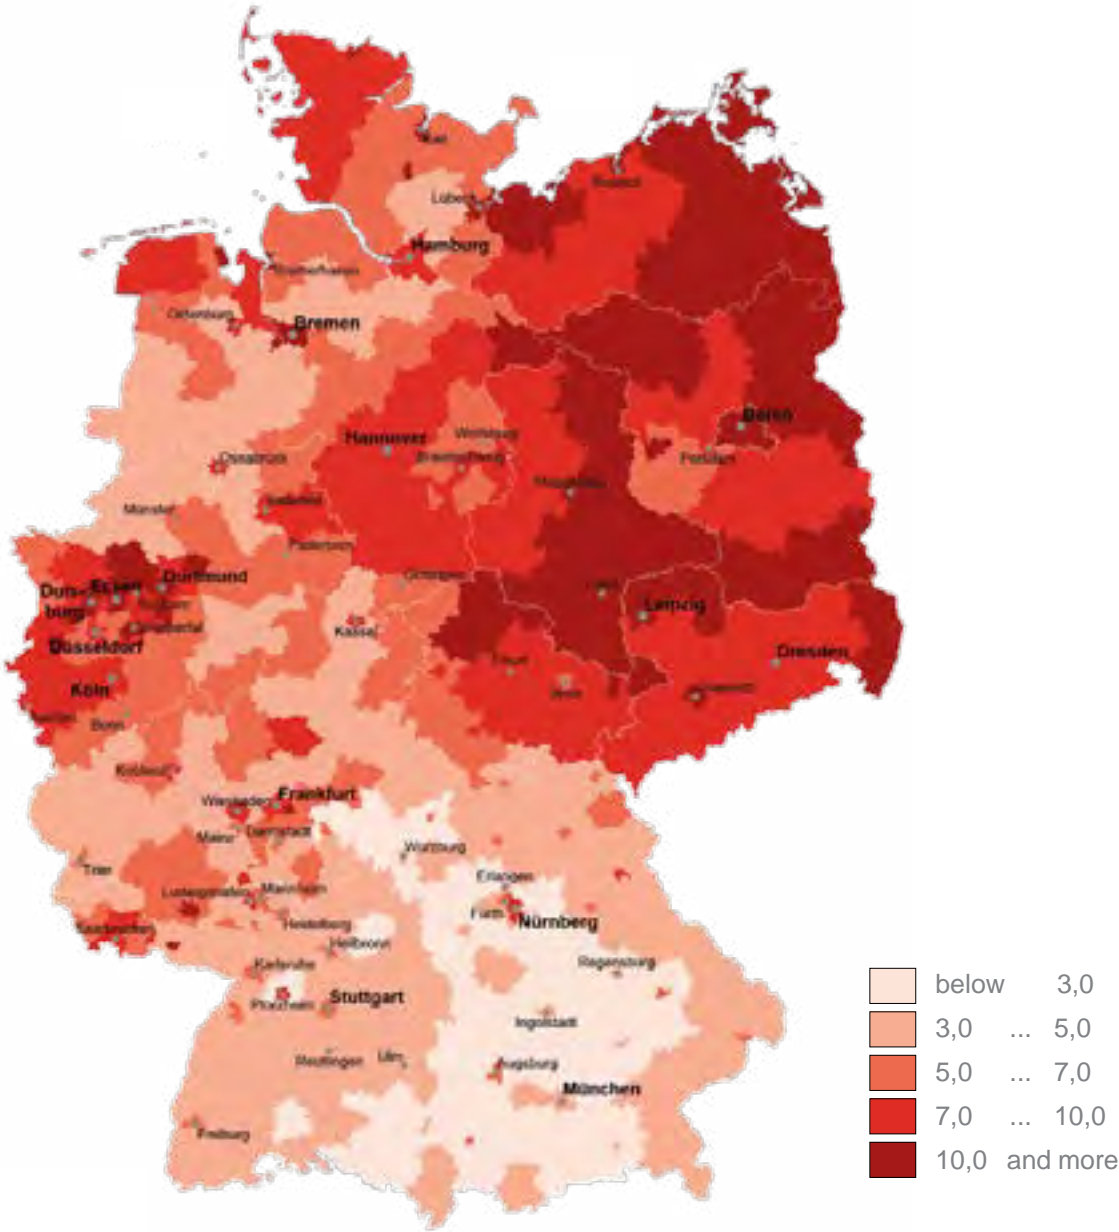 Kiel
Rostock
Lübeck
Hamburg
Bremerhaven
Oldenburg
Bremen
Berlin
Hannover
Wolfsburg
Osnabrück
Braunschweig
Potsdam
Magdeburg
Bielefeld
Münster
Paderborn
Göttingen
Duis-
burg
Essen
Dortmund
Halle
Leipzig
Wuppertal
Kassel
Düsseldorf
Erfurt
Dresden
Köln
Jena
Chemnitz
Aachen
Bonn
Koblenz
Wiesbaden
Frankfurt
Mainz
Darmstadt
Würzburg
Trier
Erlangen
Ludwigshafen
Mannheim
Fürth
Nürnberg
Saarbrücken
Heidelberg
Heilbronn
Karlsruhe
Regensburg
Pforzheim
Stuttgart
Ingolstadt
Reutlingen
Ulm
Augsburg
München
Freiburg
below 3,0
3,0 ... 5,0
5,0 ... 7,0
7,0 ... 10,0
10,0 and more